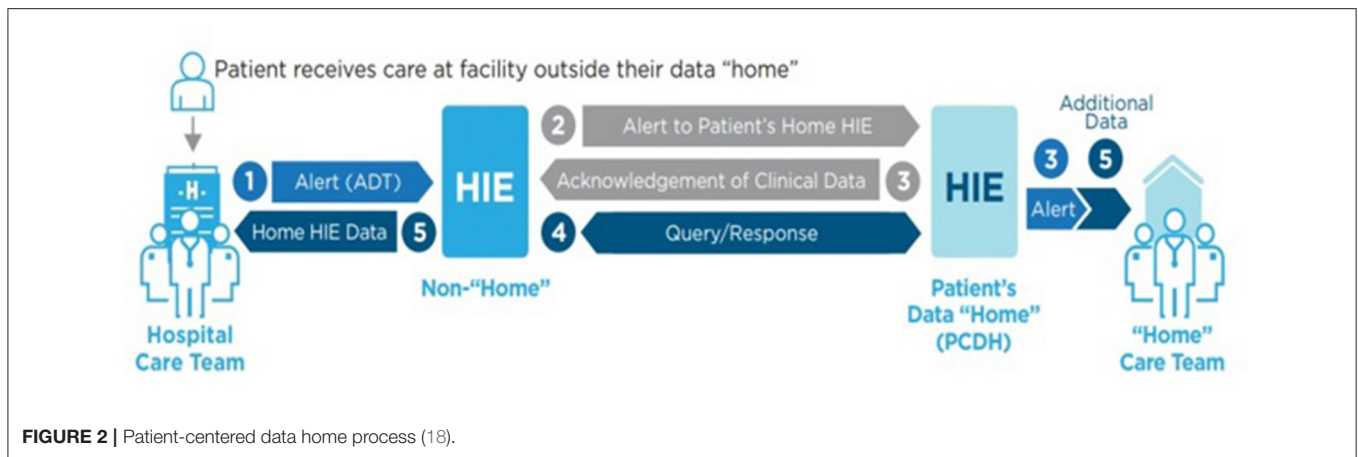 Patient receives care at facility outside their data “home”
-H-
1
Alert (ADT)
Home HIE Data
5
HIE
Non-“Home”
2
Alert to Patient's Home HIE
Acknowledgement of Clinical Data
3
4
Query/Response
HIE
Patient's
Data “Home”
(PCDH)
Additional
Data
3
5
Alert
Hospital
Care Team
“Home”
Care Team
FIGURE 2 | Patient-centered data home process (18).